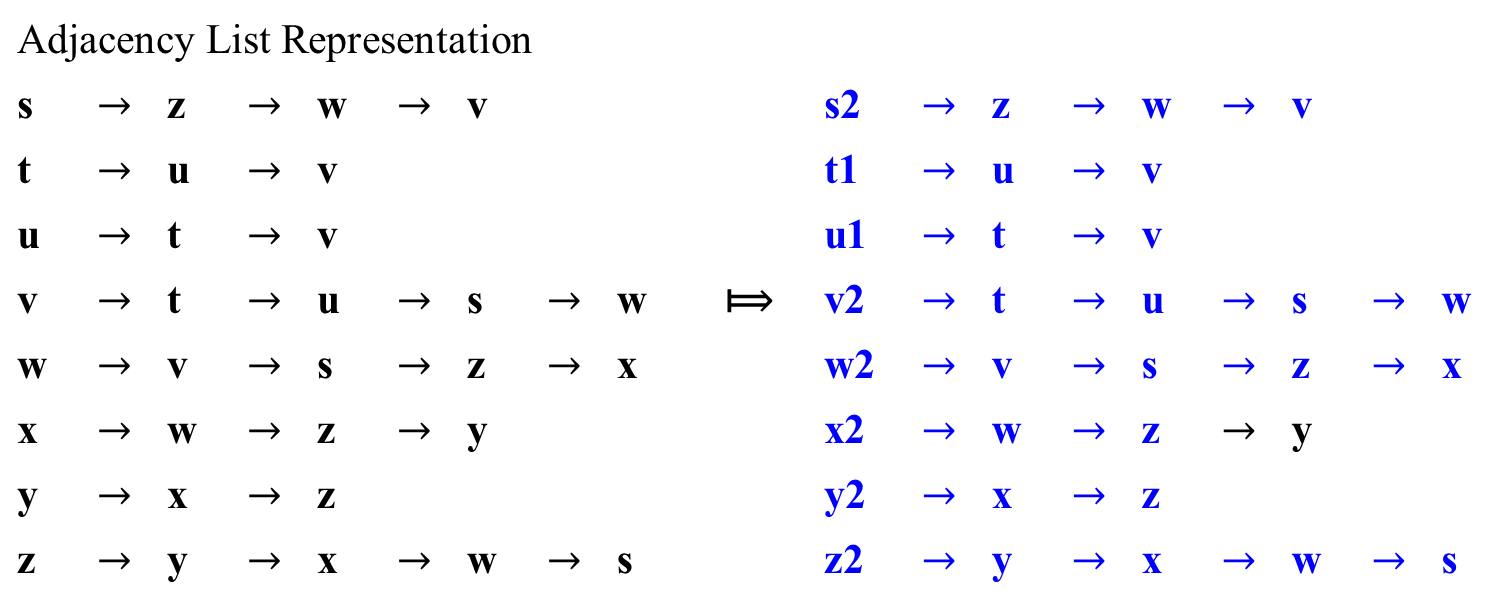 Adjacency List Representation
s → z → w → v s2 → z → w → v
t → u → v t1 → u → v
u → t → v u1 → t → v
v → t → u → s → w ⤇ v2 → t → u → s → w
w → v → s → z → x w2 → v → s → z → x
x → w → z → y x2 → w → z → y
y → x → z y2 → x → z
z → y → x → w → s z2 → y → x → w → s